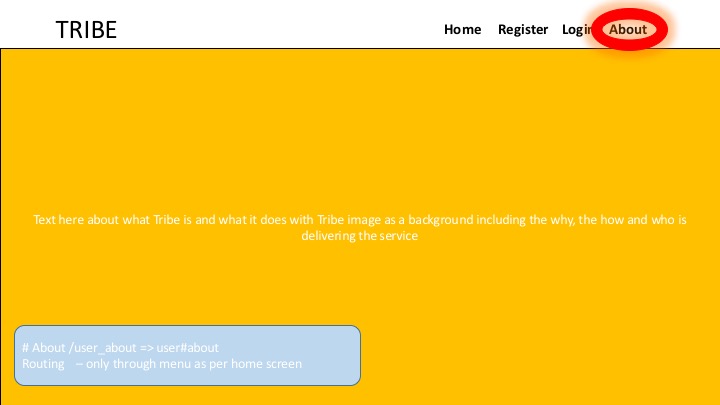 TRIBE
Home Register Login About
Text here about what Tribe is and what it does with Tribe image as a background including the why, the how and who is
delivering the service
# About /user_about => user#about
Routing – only through menu as per home screen